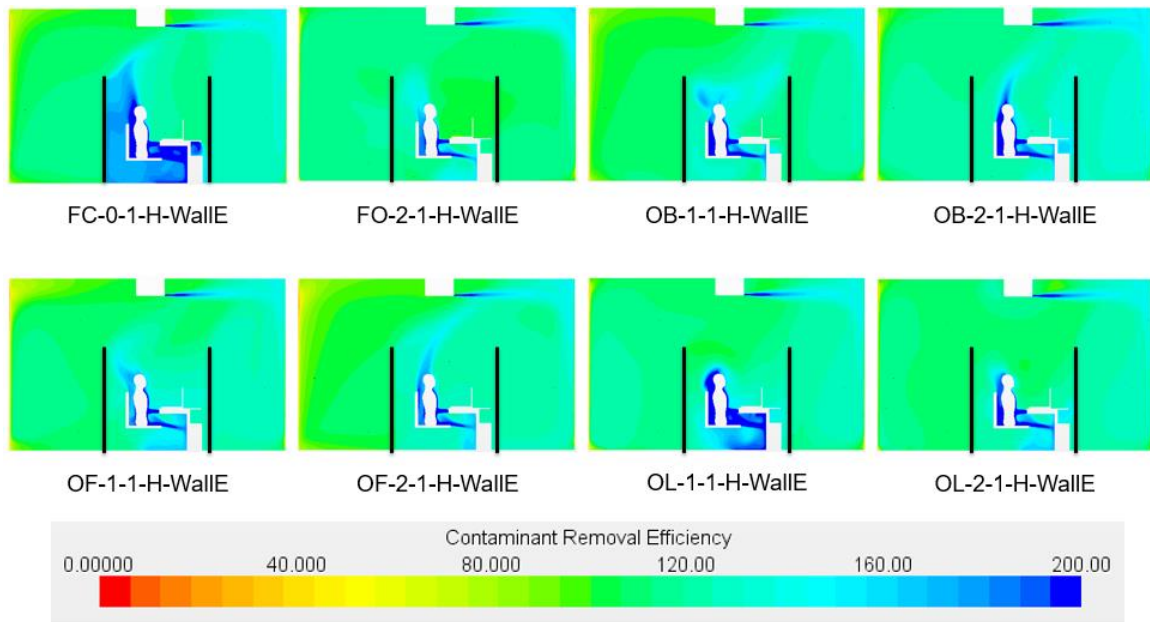 FC-0-1-H-WallE
FO-2-1-H-WallE
OB-1-1-H-WallE
OB-2-1-H-WallE
OF-1-1-H-WallE
OF-2-1-H-WallE
OL-1-1-H-WallE
OL-2-1-H-WallE
Contaminant Removal Efficiency
0.00000 40.000 80.000 120.00 160.00 200.00